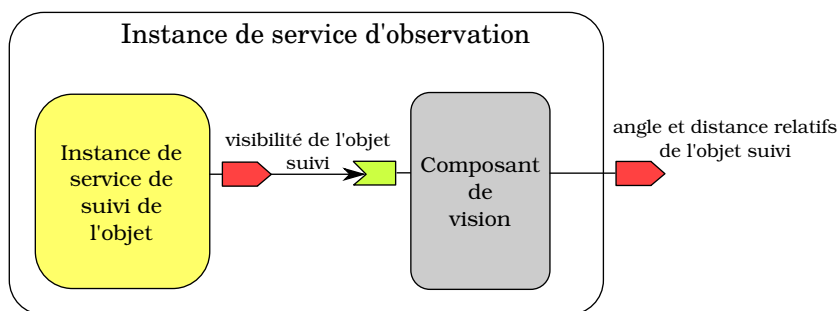 Instance de service d'observation
Instance de
service de
suivi de
l'objet
visibilité de l'objet
suivi
Composant
de
vision
angle et distance relatifs
de l'objet suivi